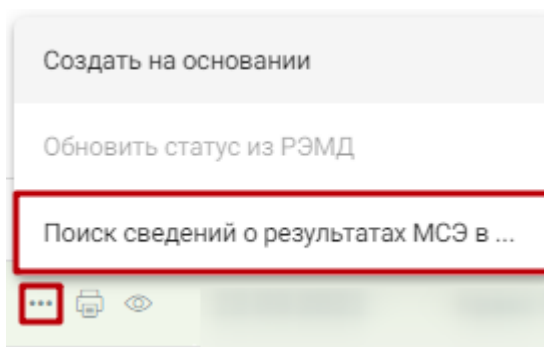 Создать на основании
Обновить статус из РЭМД
Поиск сведений о результатах МСЭ в ...